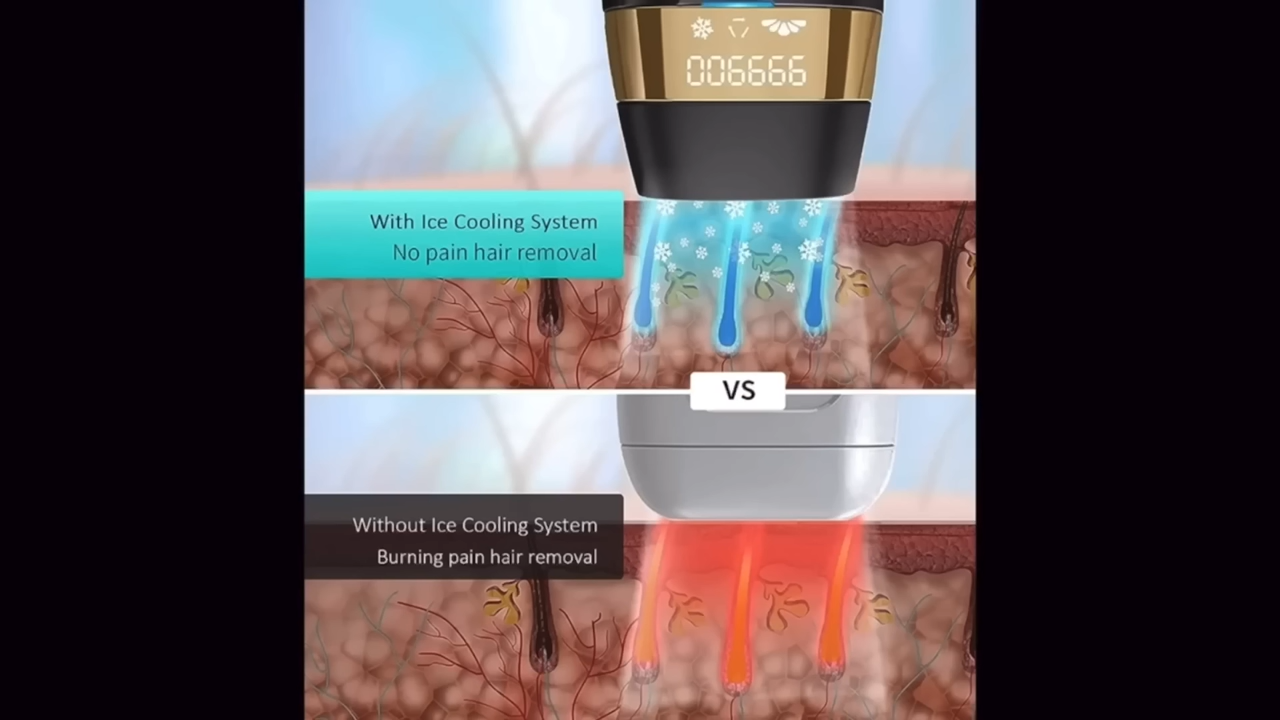 006666
With Ice Cooling System
No pain hair removal
VS
Without Ice Cooling System
Burning pain hair removal